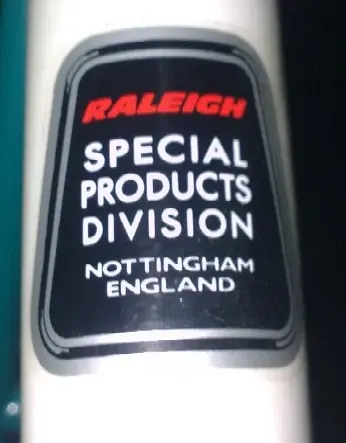 RALEIGH
SPECIAL
PRODUCTS
DIVISION
NOTTINGHAM
ENGLAND